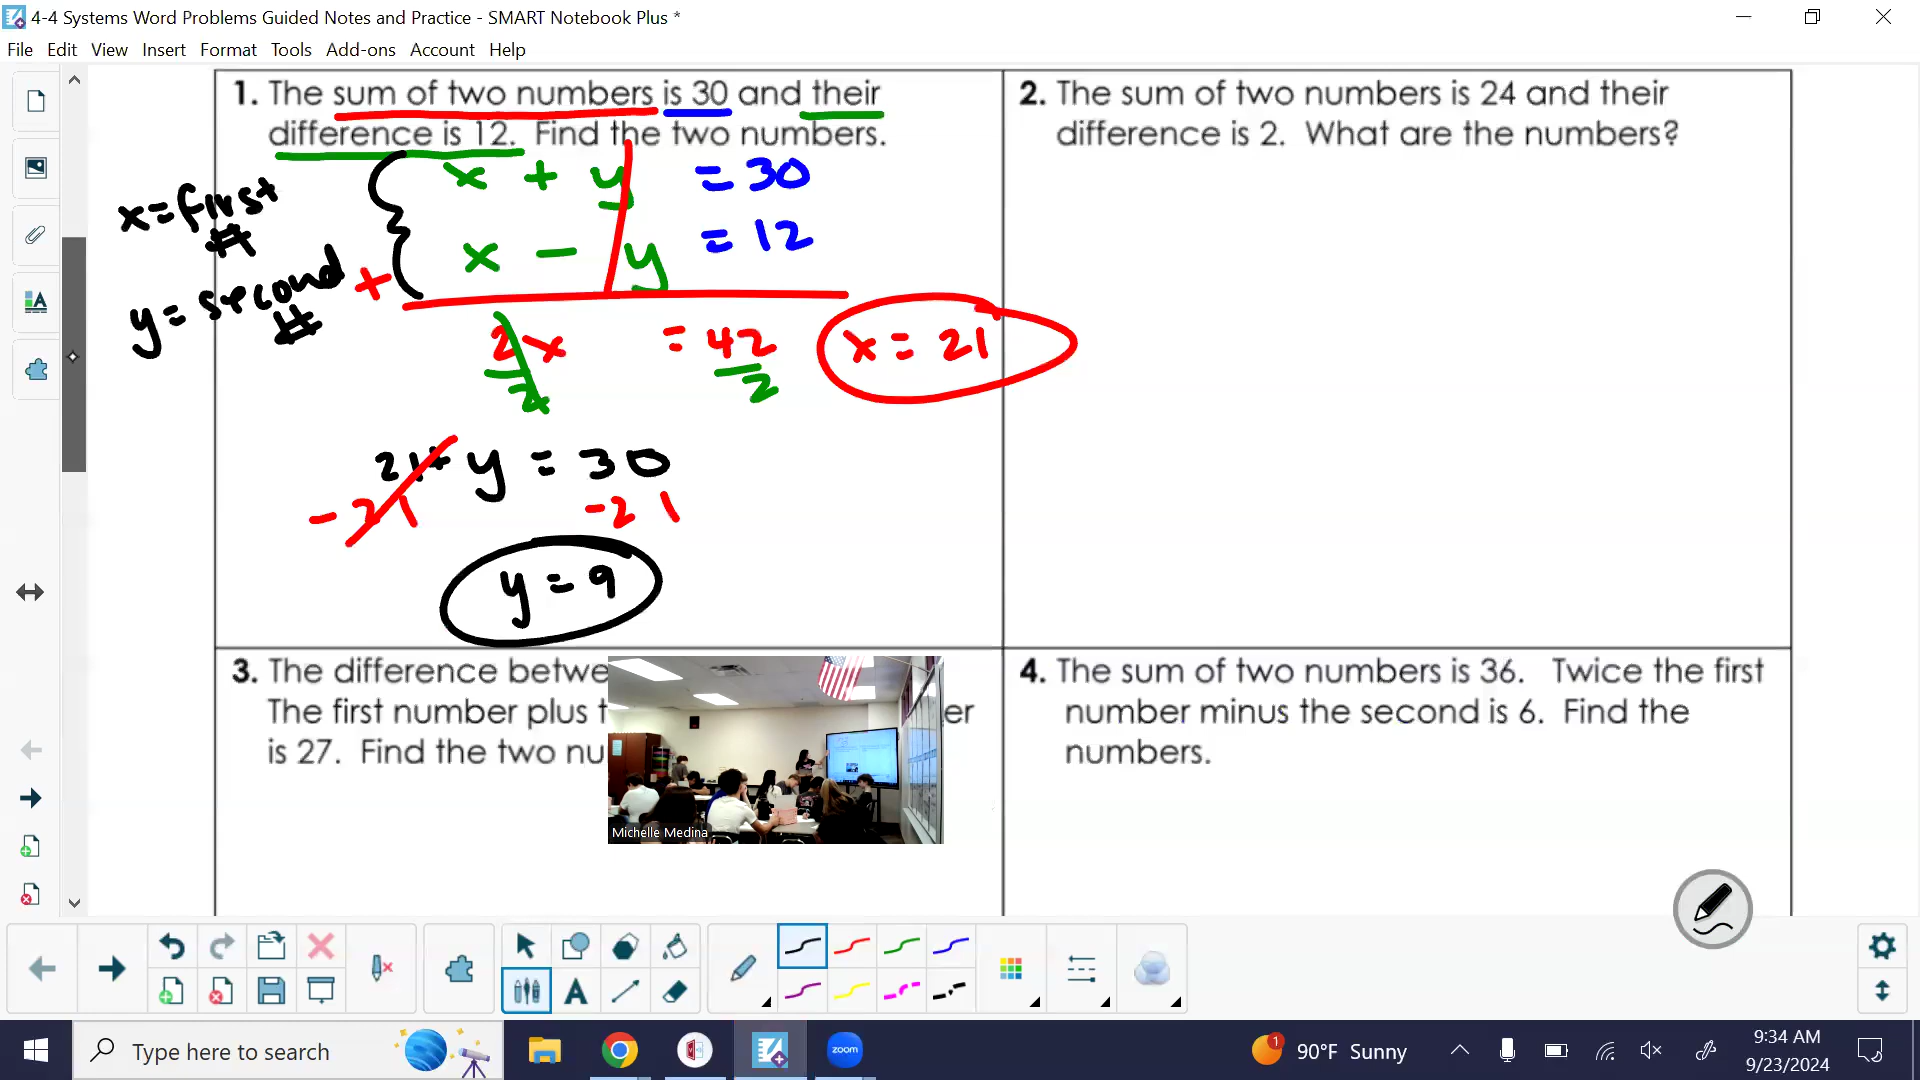 4-4 Systems Word Problems Guided Notes and Practice - SMART Notebook Plus *
File Edit View Insert Format Tools Add-ons Account Help
1. The sum of two numbers is 30 and their
difference is 12. Find the two numbers.
x + y = 30
x = first
#
x - y = 12
y = second
#
+
2x = 42
2 2
x = 21
21 + y = 30
- 21 - 21
y = 9
2. The sum of two numbers is 24 and their
difference is 2. What are the numbers?
3. The difference betwe
The first number plus t er
is 27. Find the two nu
Michelle Medina
4. The sum of two numbers is 36. Twice the first
number minus the second is 6. Find the
numbers.
A
Type here to search
zoom
1
90°F Sunny
9:34 AM
9/23/2024